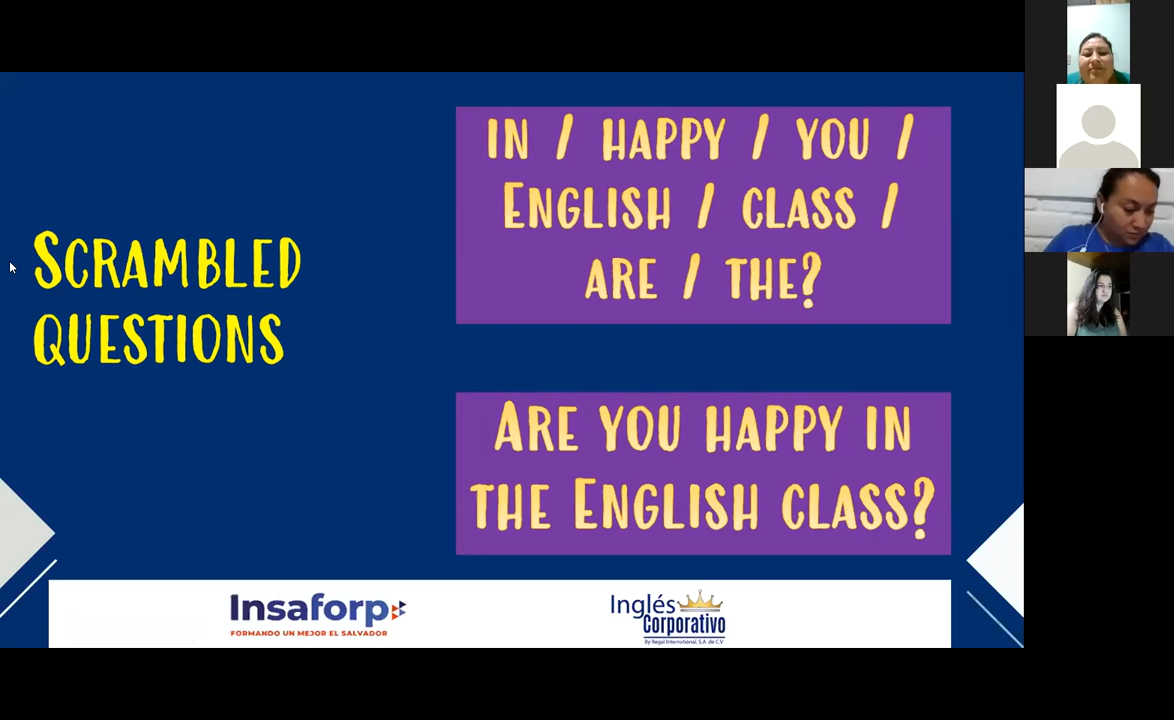 Scrambled
questions
in / happy / you /
English / class /
are / the?
Are you happy in
the English class?
Insaforp
FORMANDO UN MEJOR EL SALVADOR
Inglés
Corporativo
By Regal International, S.A. de C.V.